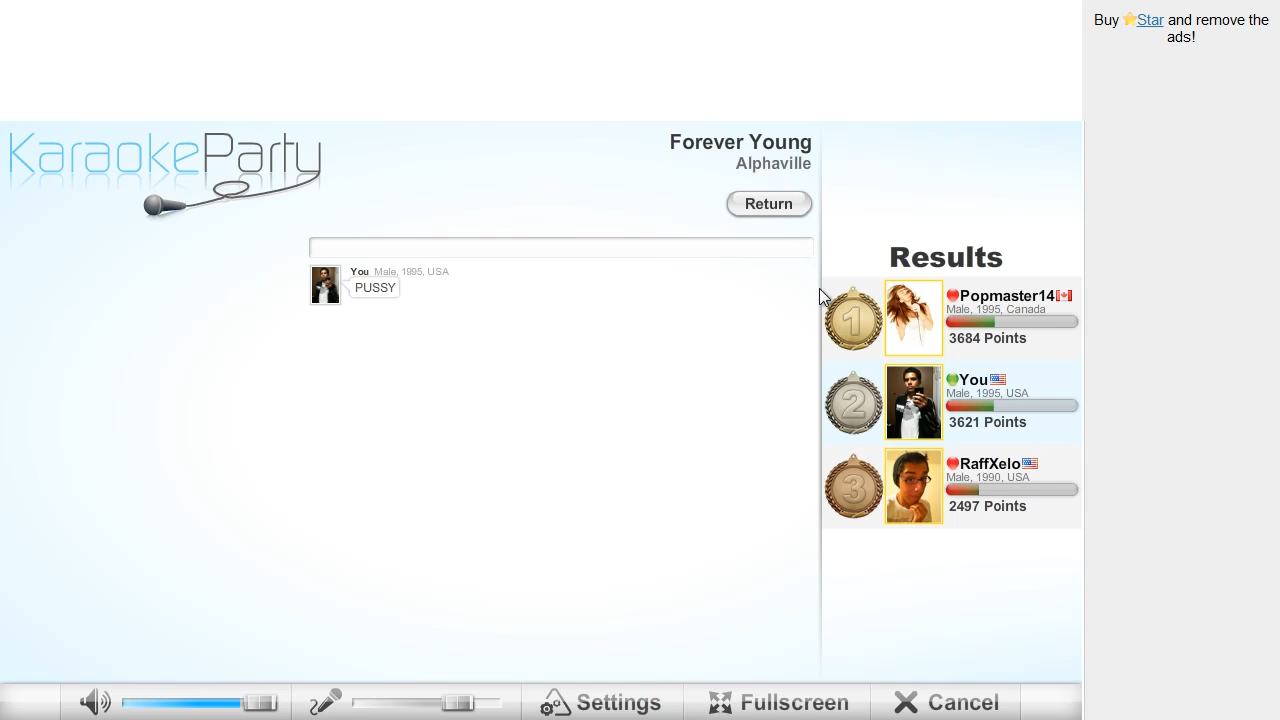 Buy Star and remove the
ads!
KaraokeParty
Forever Young
Alphaville
Return
You Male, 1995, USA
PUSSY
Results
1
Popmaster14
Male, 1995, Canada
3684 Points
2
You
Male, 1995, USA
3621 Points
3
RaffXelo
Male, 1990, USA
2497 Points
Settings
Fullscreen
Cancel